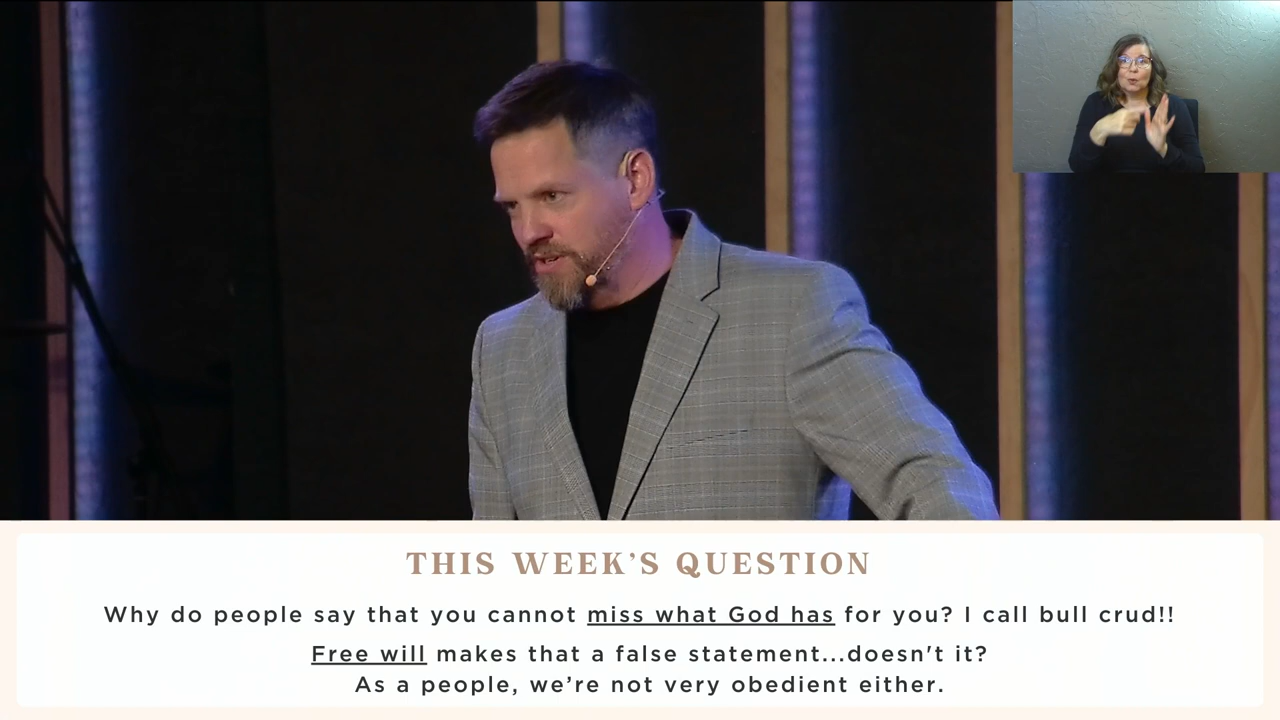 THIS WEEK’S QUESTION
Why do people say that you cannot miss what God has for you? I call bull crud!!
Free will makes that a false statement...doesn't it?
As a people, we’re not very obedient either.